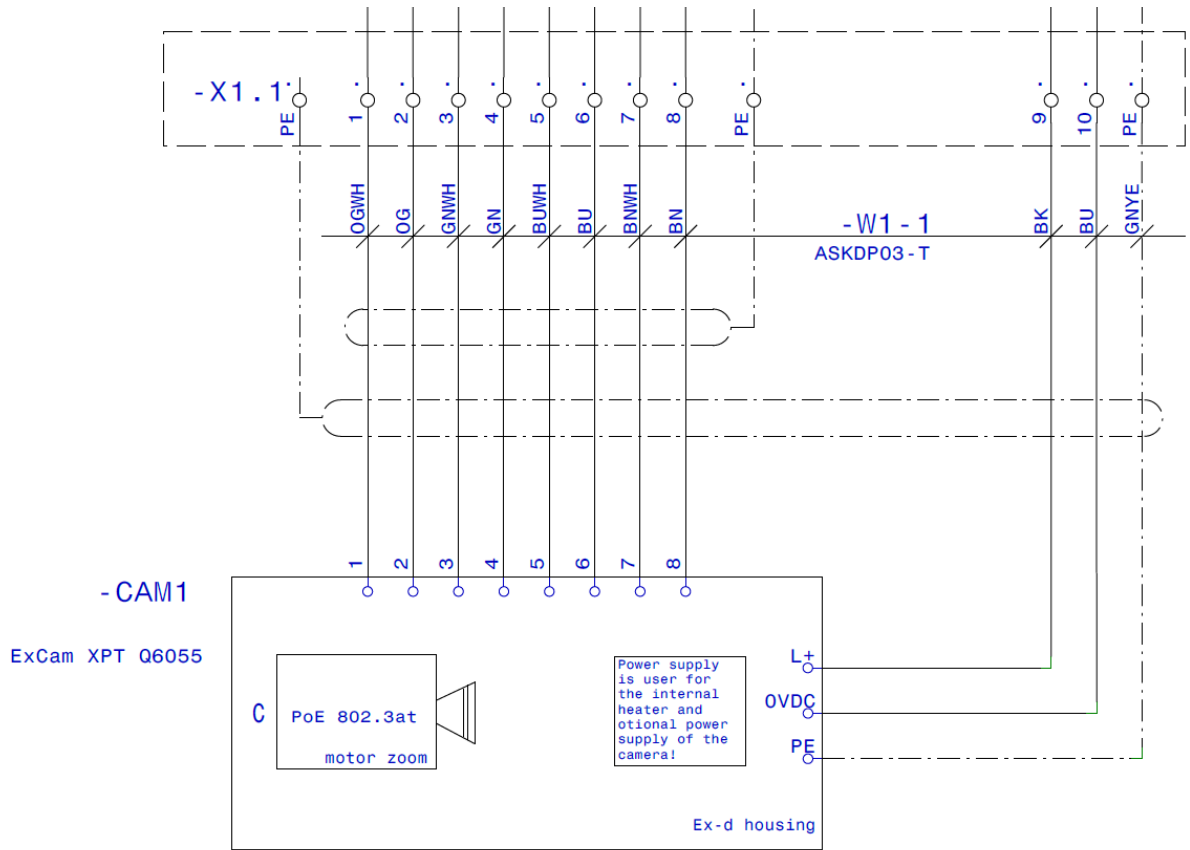 -X1.1
PE
1
2
3
4
5
6
7
8
PE
9
10
PE
OGWH
OG
GNWH
GN
BUWH
BU
BNWH
BN
-W1-1
ASKDP03-T
BK
BU
GNYE
1
2
3
4
5
6
7
8
-CAM1
ExCam XPT Q6055
C
PoE 802.3at
motor zoom
Power supply
is user for
the internal
heater and
otional power
supply of the
camera!
L+
0VDC
PE
Ex-d housing